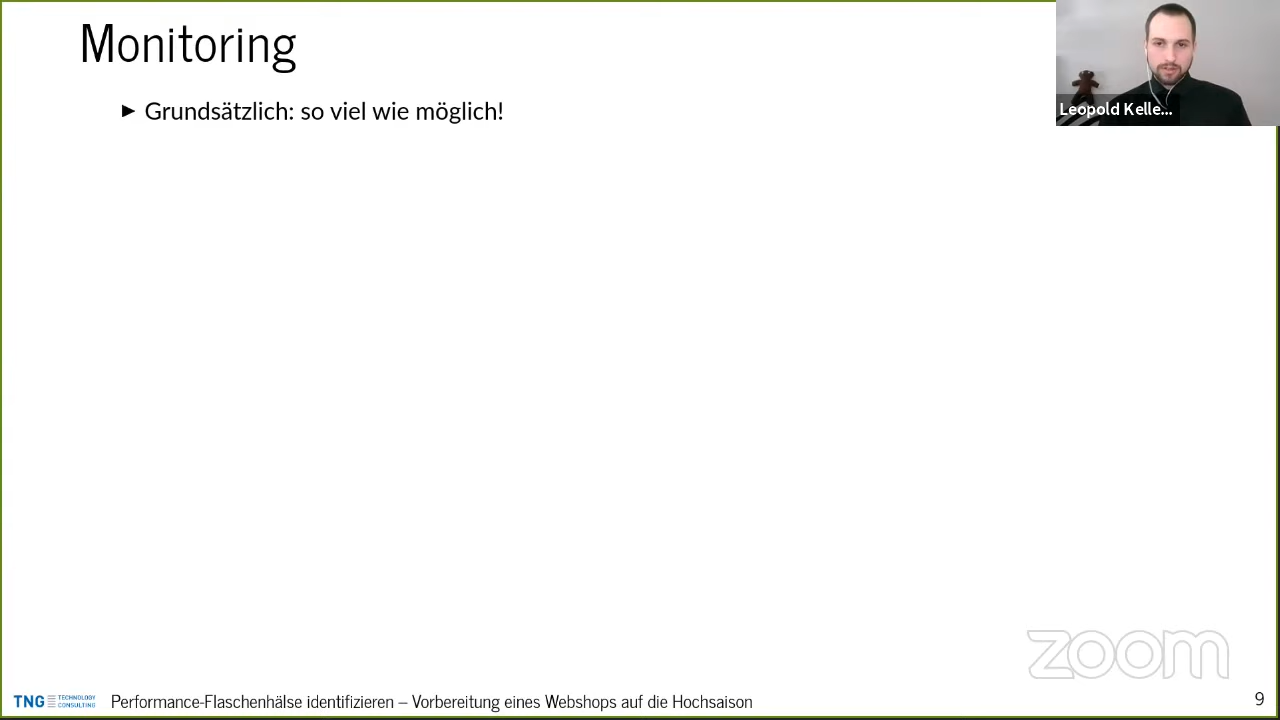 Monitoring
► Grundsätzlich: so viel wie möglich!
Leopold Kelle...
zoom
TNG TECHNOLOGY CONSULTING
Performance-Flaschenhälse identifizieren – Vorbereitung eines Webshops auf die Hochsaison
9